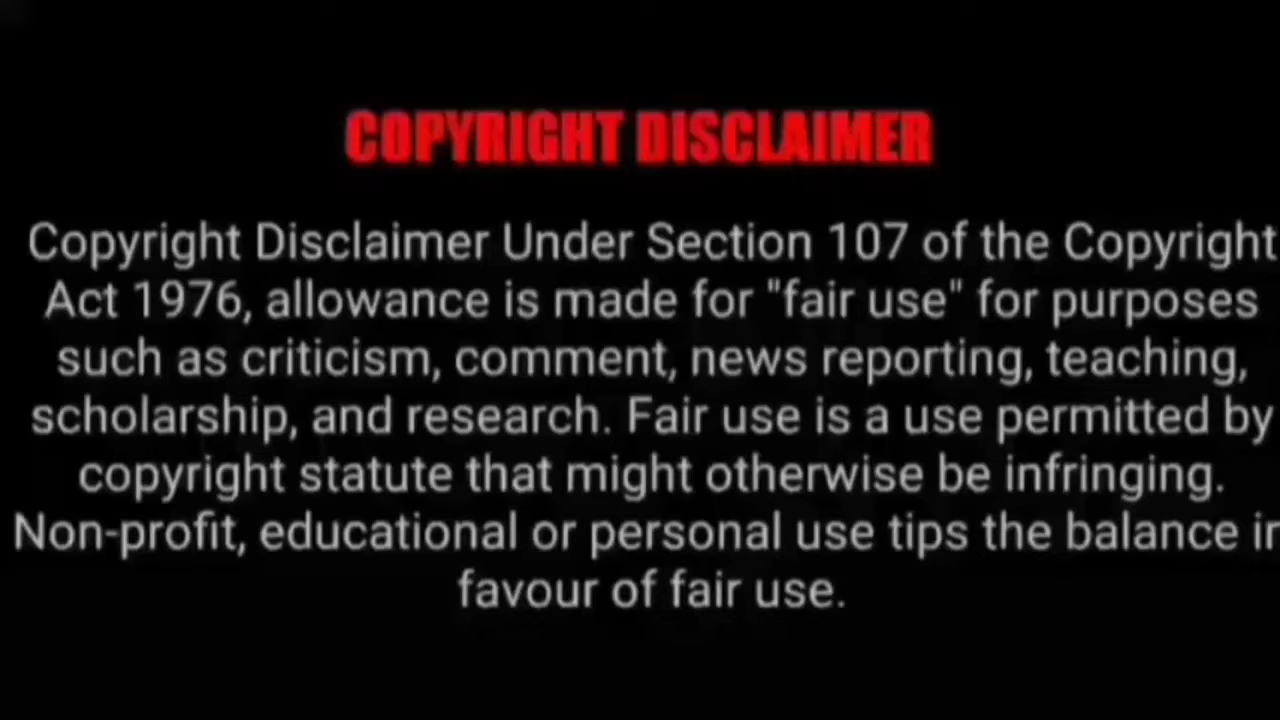 COPYRIGHT DISCLAIMER
Copyright Disclaimer Under Section 107 of the Copyright
Act 1976, allowance is made for "fair use" for purposes
such as criticism, comment, news reporting, teaching,
scholarship, and research. Fair use is a use permitted by
copyright statute that might otherwise be infringing.
Non-profit, educational or personal use tips the balance in
favour of fair use.